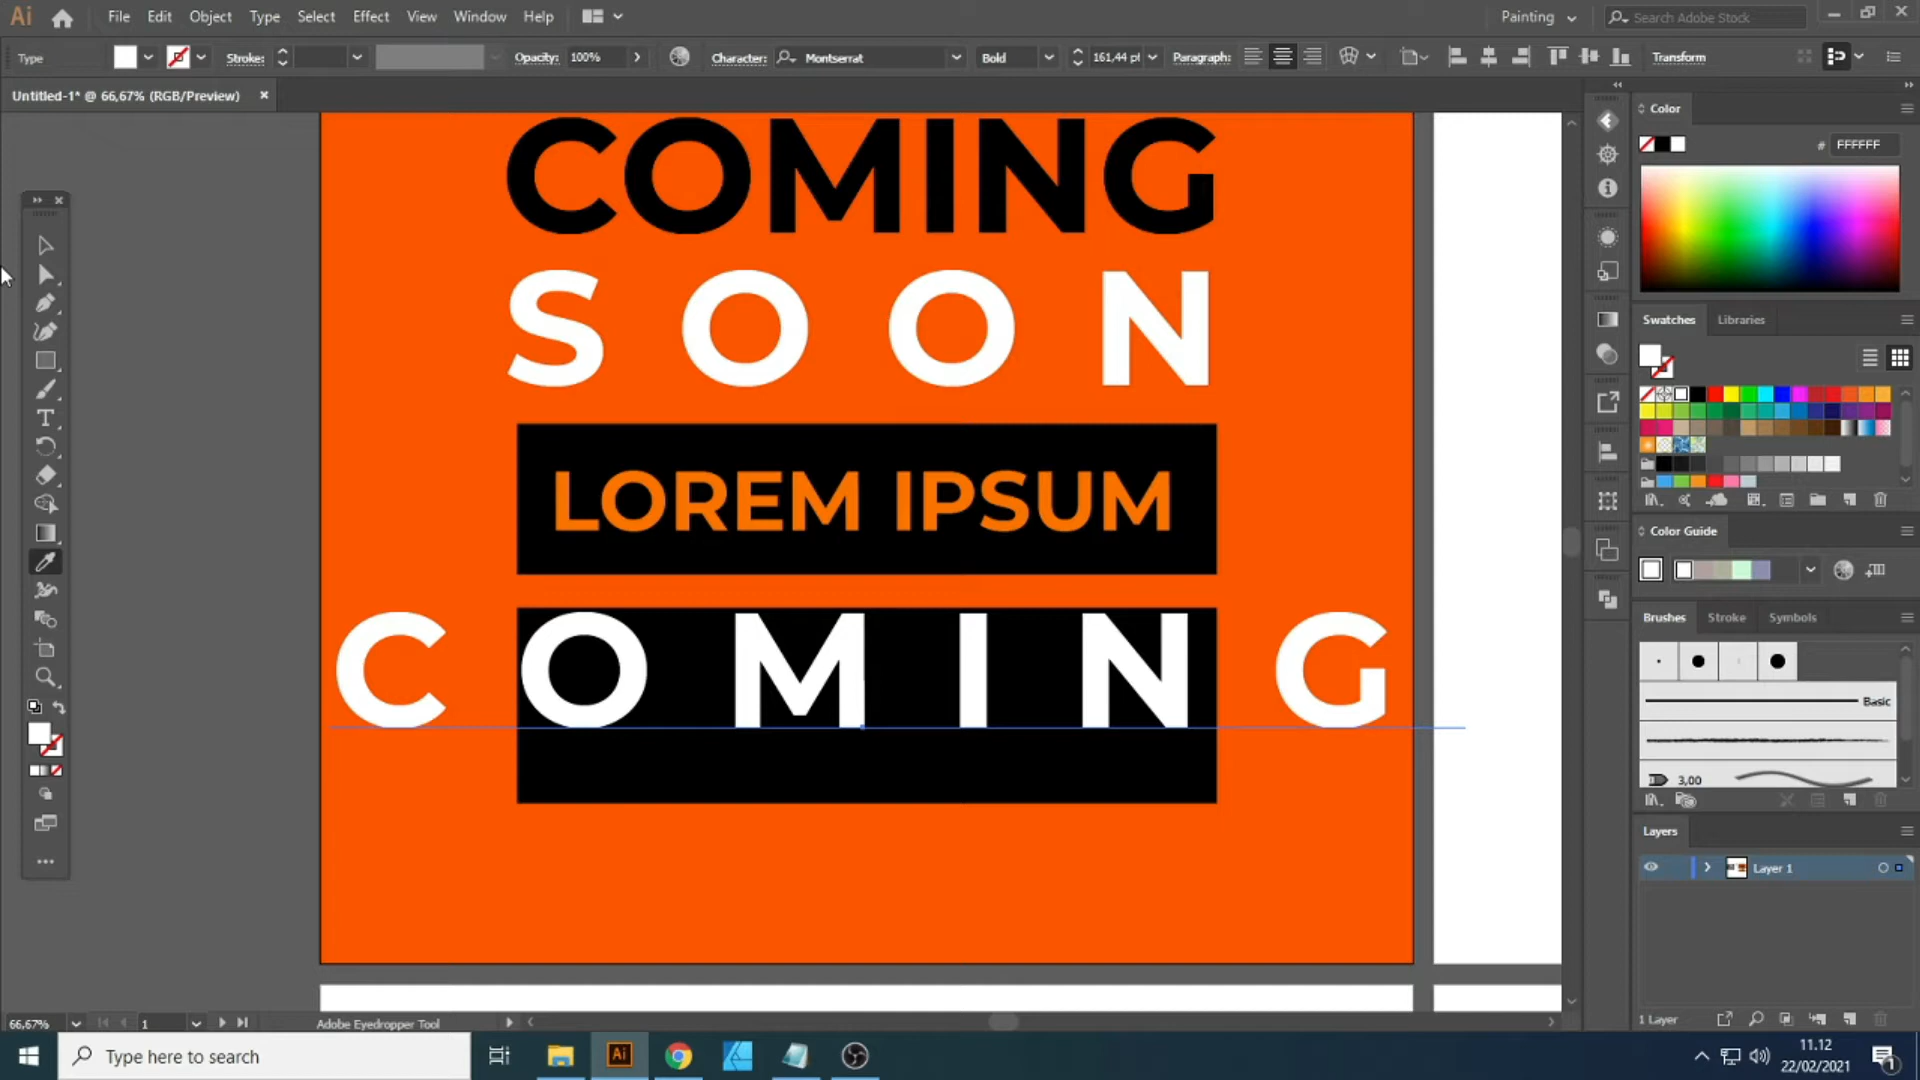 Ai File Edit Object Type Select Effect View Window Help Painting Search Adobe Stock
Type Stroke: Opacity: 100% Character: Montserrat Bold 161,44 pt Paragraph: Transform
Untitled-1* @ 66,67% (RGB/Preview)
Color
# FFFFFF
COMING
SOON
LOREM IPSUM
COMING
Swatches Libraries
Color Guide
Brushes Stroke Symbols
Basic
3,00
Layers
Layer 1
1 Layer
66,67% 1 Adobe Eyedropper Tool
Type here to search
Ai
11.12
22/02/2021
1